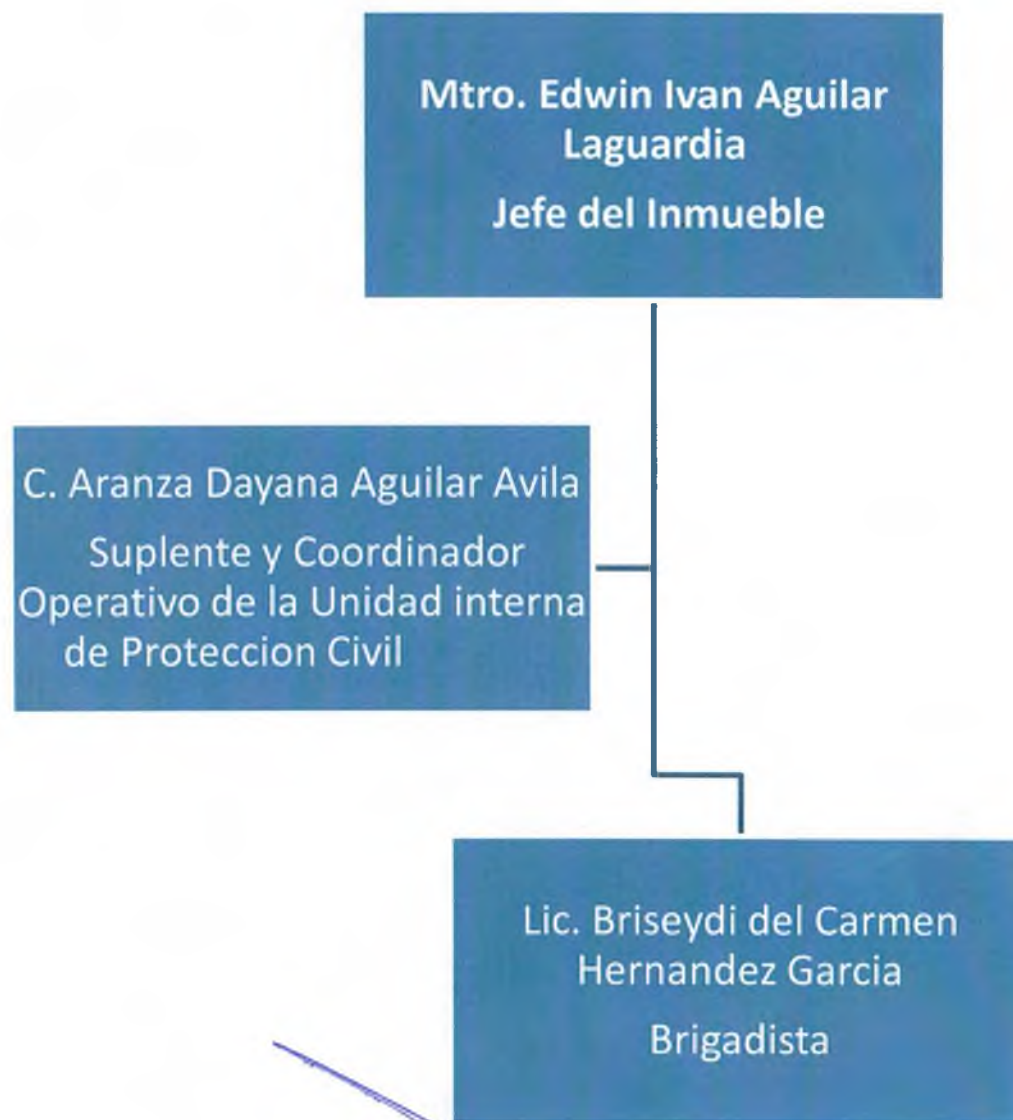 Mtro. Edwin Ivan Aguilar
Laguardia
Jefe del Inmueble
C. Aranza Dayana Aguilar Avila
Suplente y Coordinador
Operativo de la Unidad interna
de Proteccion Civil
Lic. Briseydi del Carmen
Hernandez Garcia
Brigadista